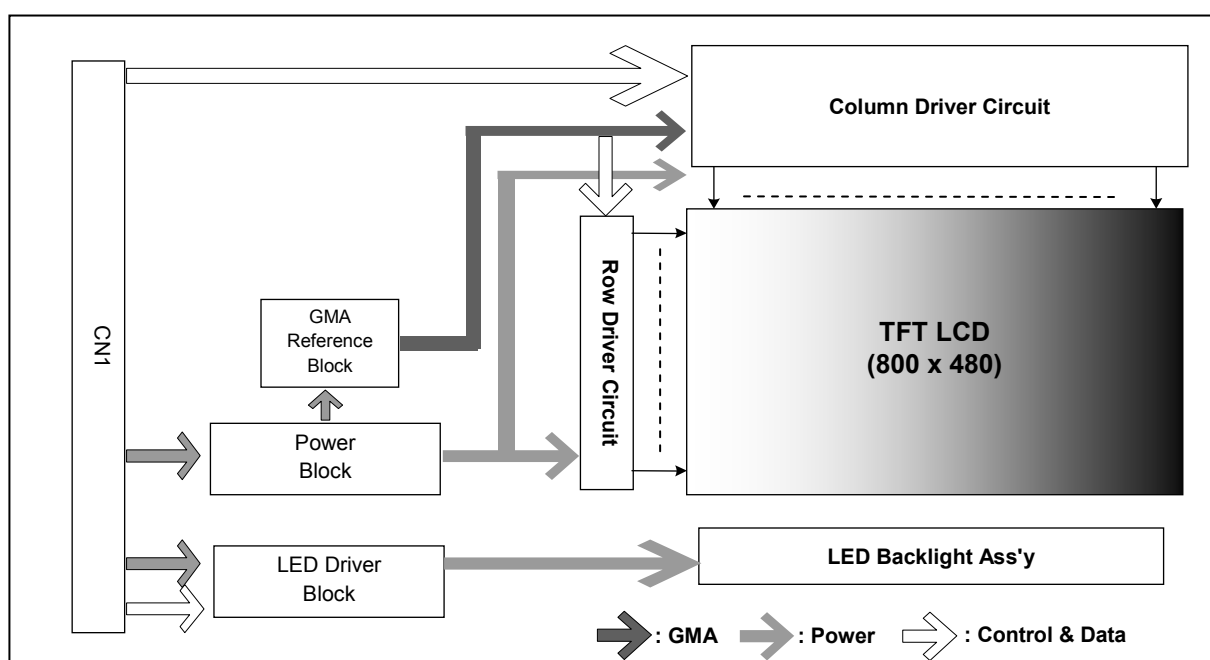 Column Driver Circuit
CN1
GMA
Reference
Block
Row Driver Circuit
TFT LCD
(800 x 480)
Power
Block
LED Driver
Block
LED Backlight Ass'y
: GMA
: Power
: Control & Data